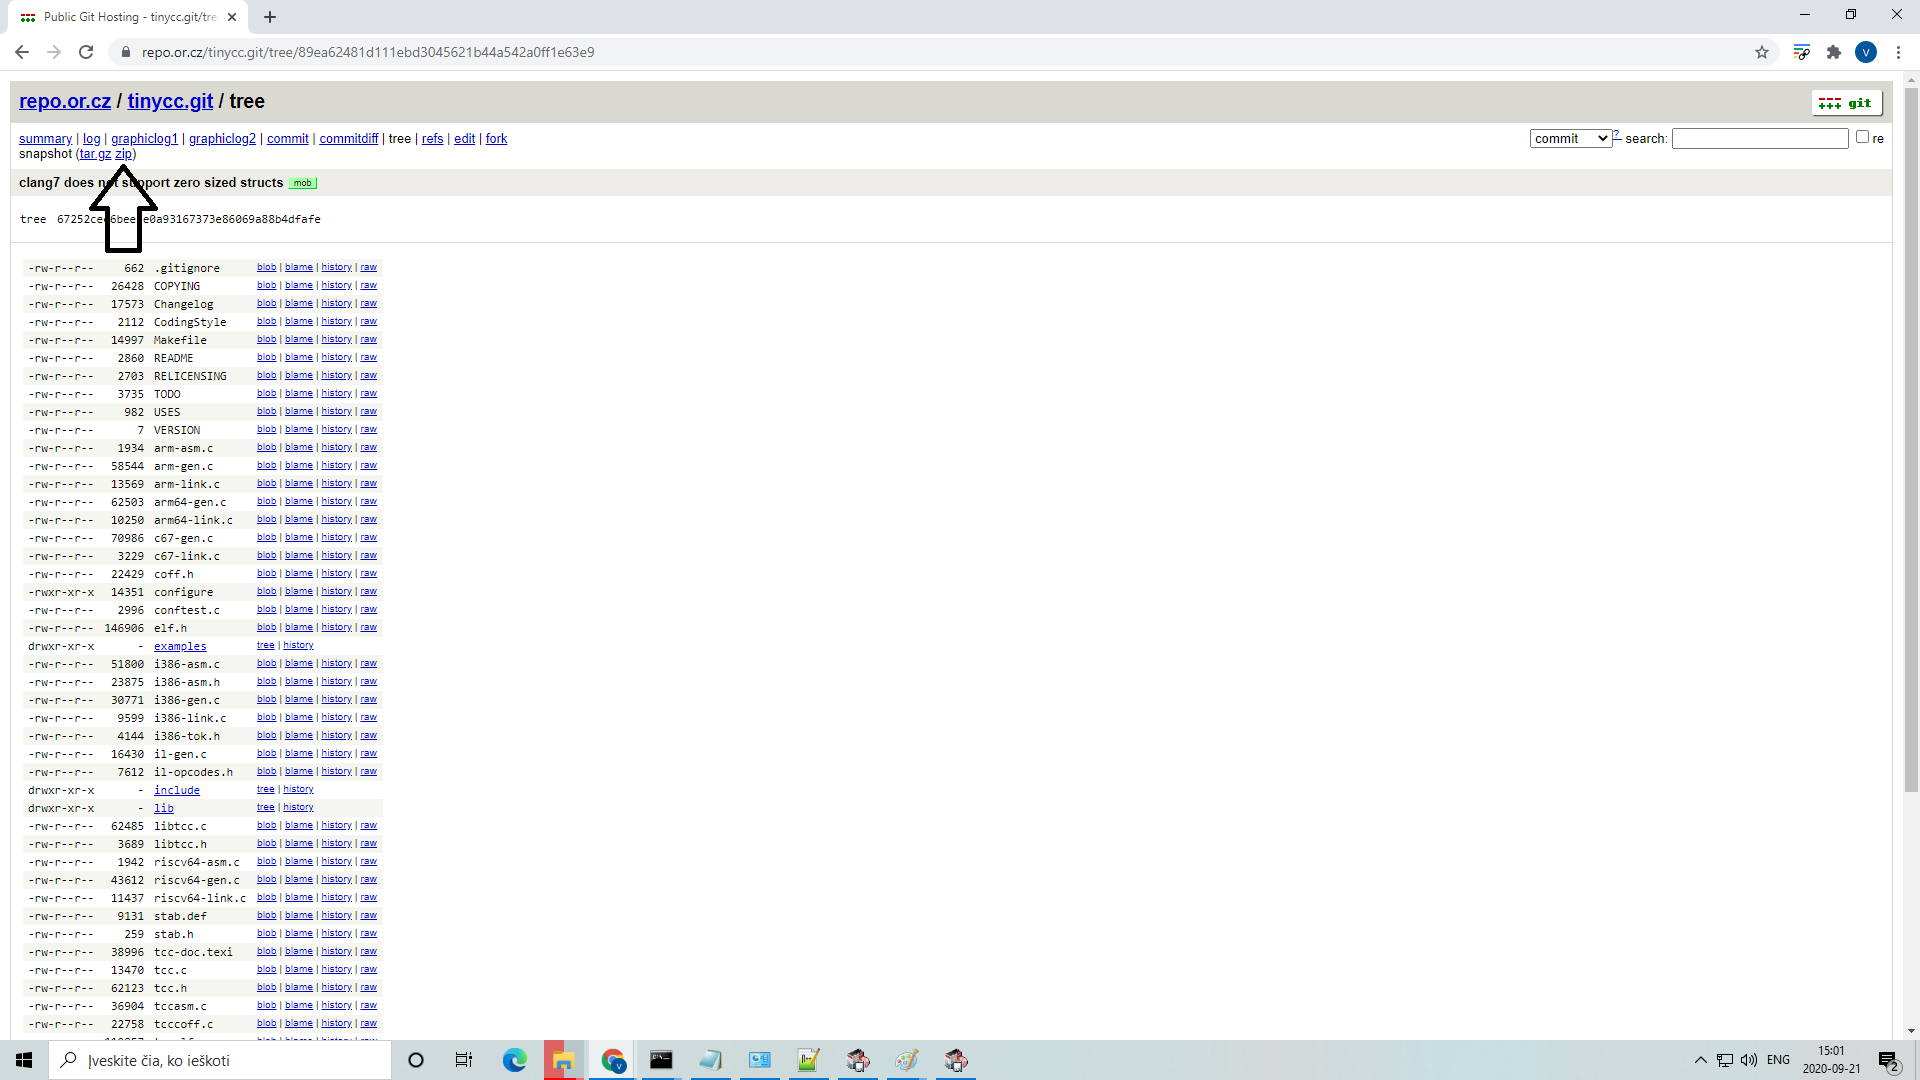 Public Git Hosting - tinycc.git/tre
repo.or.cz/tinycc.git/tree/89ea62481d111ebd3045621b44a542a0ff1e63e9
V
repo.or.cz / tinycc.git / tree
git
summary | log | graphiclog1 | graphiclog2 | commit | commitdiff | tree | refs | edit | fork
commit ? search: re
snapshot (tar.gz zip)
clang7 does not support zero sized structs mob
tree
-rw-r--r-- 662 .gitignore blob | blame | history | raw
-rw-r--r-- 26428 COPYING blob | blame | history | raw
-rw-r--r-- 17573 Changelog blob | blame | history | raw
-rw-r--r-- 2112 CodingStyle blob | blame | history | raw
-rw-r--r-- 14997 Makefile blob | blame | history | raw
-rw-r--r-- 2860 README blob | blame | history | raw
-rw-r--r-- 2703 RELICENSING blob | blame | history | raw
-rw-r--r-- 3735 TODO blob | blame | history | raw
-rw-r--r-- 982 USES blob | blame | history | raw
-rw-r--r-- 7 VERSION blob | blame | history | raw
-rw-r--r-- 1934 arm-asm.c blob | blame | history | raw
-rw-r--r-- 58544 arm-gen.c blob | blame | history | raw
-rw-r--r-- 13569 arm-link.c blob | blame | history | raw
-rw-r--r-- 62503 arm64-gen.c blob | blame | history | raw
-rw-r--r-- 10250 arm64-link.c blob | blame | history | raw
-rw-r--r-- 70986 c67-gen.c blob | blame | history | raw
-rw-r--r-- 3229 c67-link.c blob | blame | history | raw
-rw-r--r-- 22429 coff.h blob | blame | history | raw
-rwxr-xr-x 14351 configure blob | blame | history | raw
-rw-r--r-- 2996 conftest.c blob | blame | history | raw
-rw-r--r-- 146906 elf.h blob | blame | history | raw
drwxr-xr-x - examples tree | history
-rw-r--r-- 51800 i386-asm.c blob | blame | history | raw
-rw-r--r-- 23875 i386-asm.h blob | blame | history | raw
-rw-r--r-- 30771 i386-gen.c blob | blame | history | raw
-rw-r--r-- 9599 i386-link.c blob | blame | history | raw
-rw-r--r-- 4144 i386-tok.h blob | blame | history | raw
-rw-r--r-- 16430 il-gen.c blob | blame | history | raw
-rw-r--r-- 7612 il-opcodes.h blob | blame | history | raw
drwxr-xr-x - include tree | history
drwxr-xr-x - lib tree | history
-rw-r--r-- 62485 libtcc.c blob | blame | history | raw
-rw-r--r-- 3689 libtcc.h blob | blame | history | raw
-rw-r--r-- 1942 riscv64-asm.c blob | blame | history | raw
-rw-r--r-- 43612 riscv64-gen.c blob | blame | history | raw
-rw-r--r-- 11437 riscv64-link.c blob | blame | history | raw
-rw-r--r-- 9131 stab.def blob | blame | history | raw
-rw-r--r-- 259 stab.h blob | blame | history | raw
-rw-r--r-- 38996 tcc-doc.texi blob | blame | history | raw
-rw-r--r-- 13470 tcc.c blob | blame | history | raw
-rw-r--r-- 62123 tcc.h blob | blame | history | raw
-rw-r--r-- 36904 tccasm.c blob | blame | history | raw
-rw-r--r-- 22758 tcccoff.c blob | blame | history | raw
Įveskite čia, ko ieškoti
ENG
15:01
2020-09-21
2